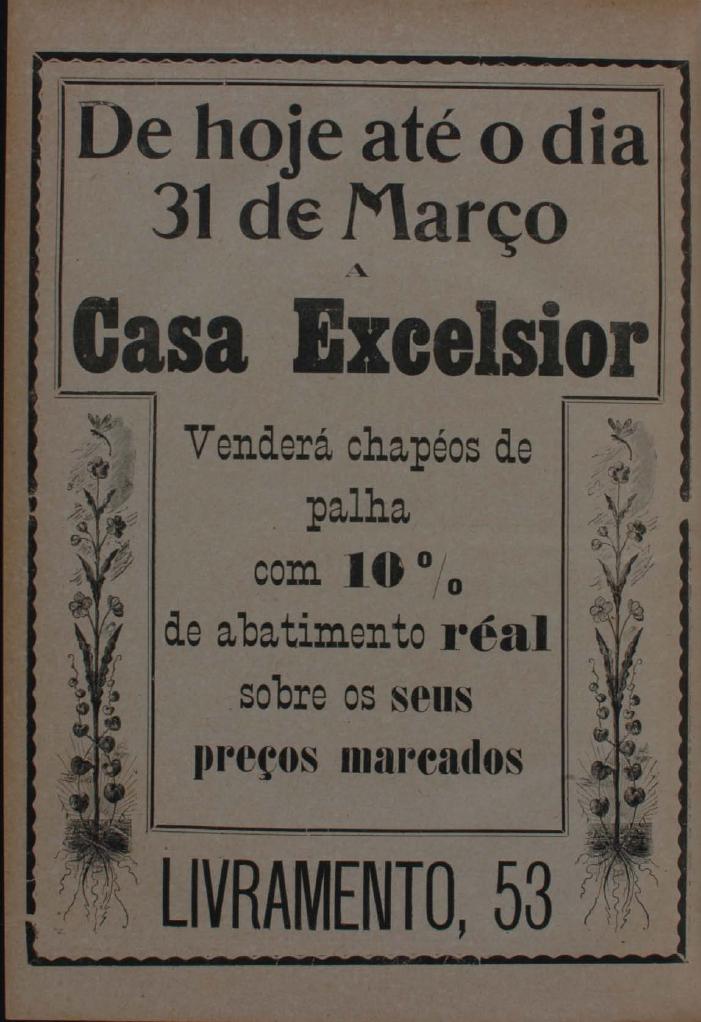 De hoje até o dia
31 de Março
A
Casa Excelsior
Venderá chapéos de
palha
com 10 %
de abatimento réal
sobre os seus
preços marcados
LIVRAMENTO, 53